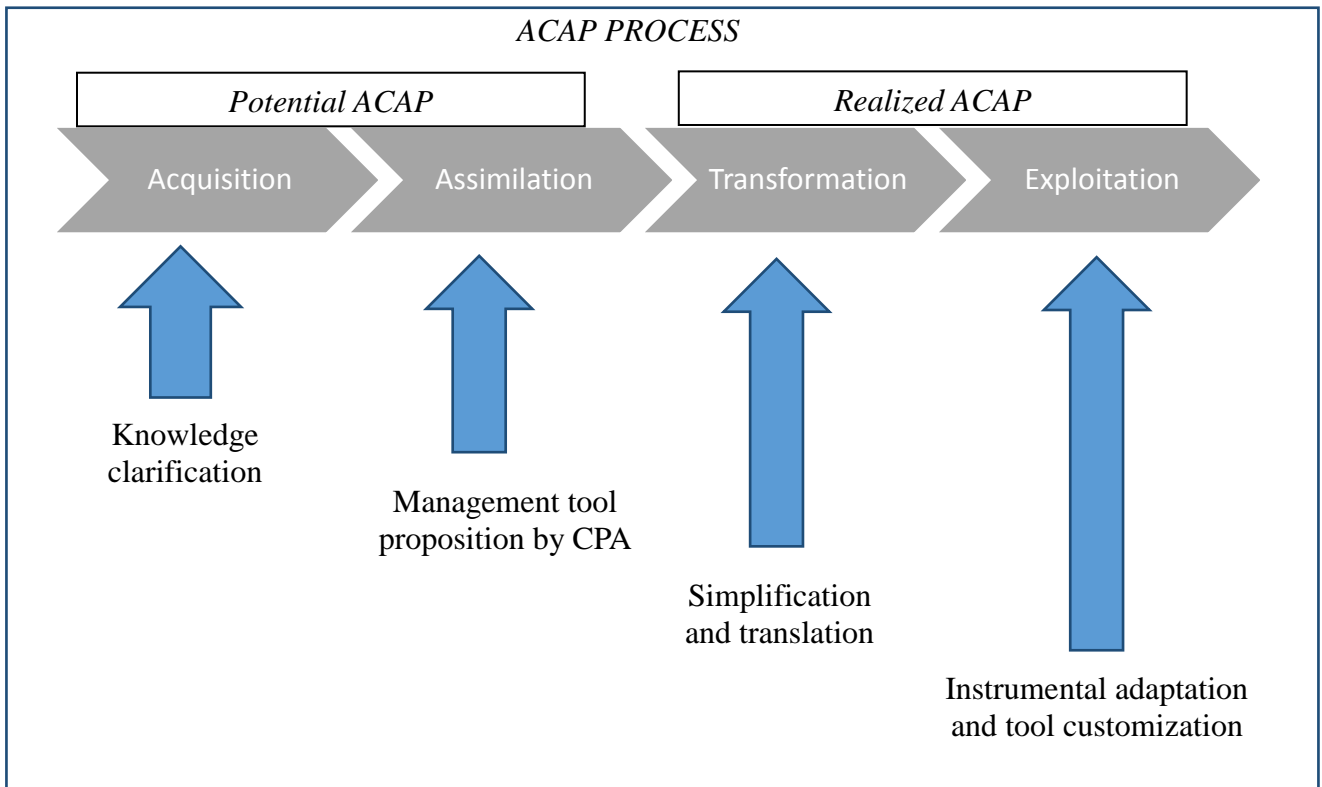 ACAP PROCESS
Potential ACAP
Realized ACAP
Acquisition
Assimilation
Transformation
Exploitation
Knowledge
clarification
Management tool
proposition by CPA
Simplification
and translation
Instrumental adaptation
and tool customization